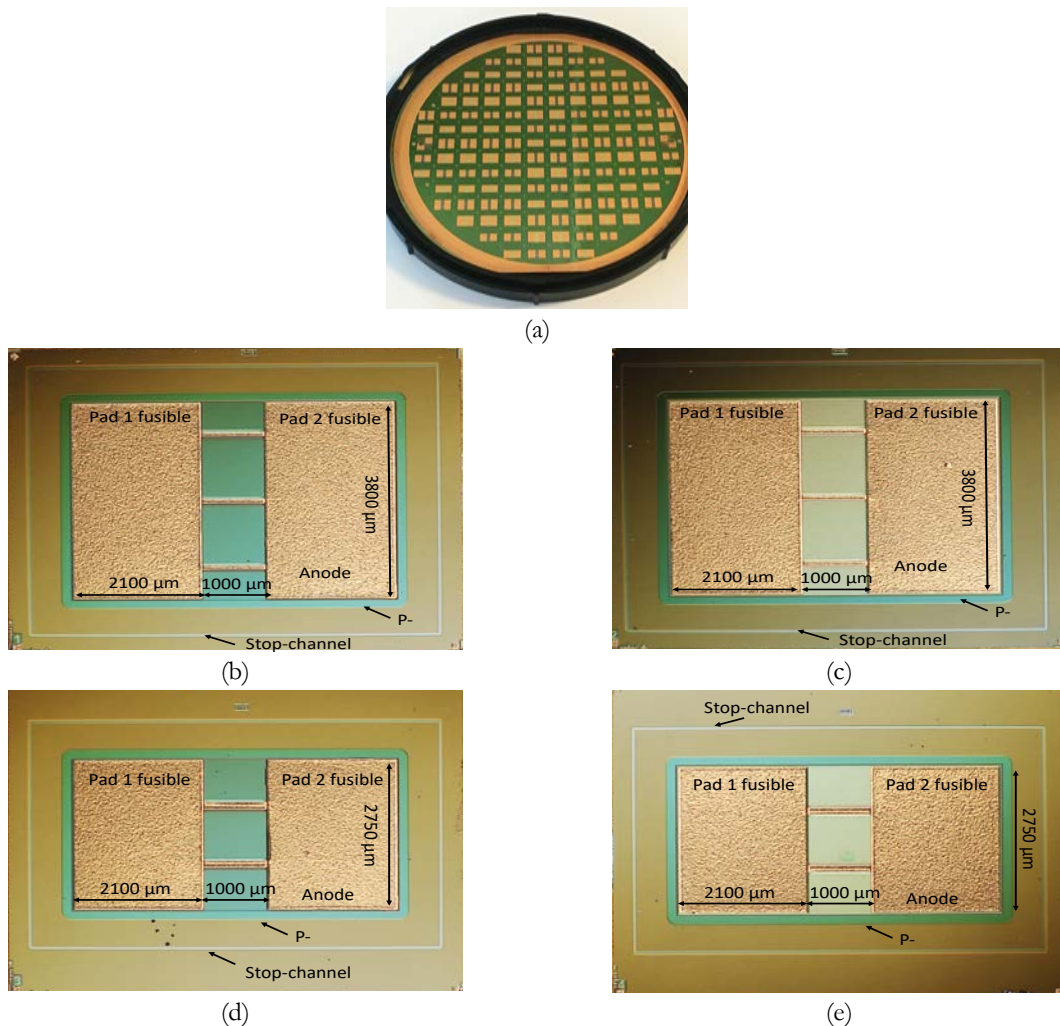 (a)
Pad 1 fusible
Pad 2 fusible
3800 µm
Anode
2100 µm
1000 µm
P-
Stop-channel
(b)
Pad 1 fusible
Pad 2 fusible
3800 µm
Anode
2100 µm
1000 µm
P-
Stop-channel
(c)
Pad 1 fusible
Pad 2 fusible
2750 µm
Anode
2100 µm
1000 µm
P-
Stop-channel
(d)
Stop-channel
Pad 1 fusible
Pad 2 fusible
2750 µm
2100 µm
1000 µm
Anode
P-
(e)